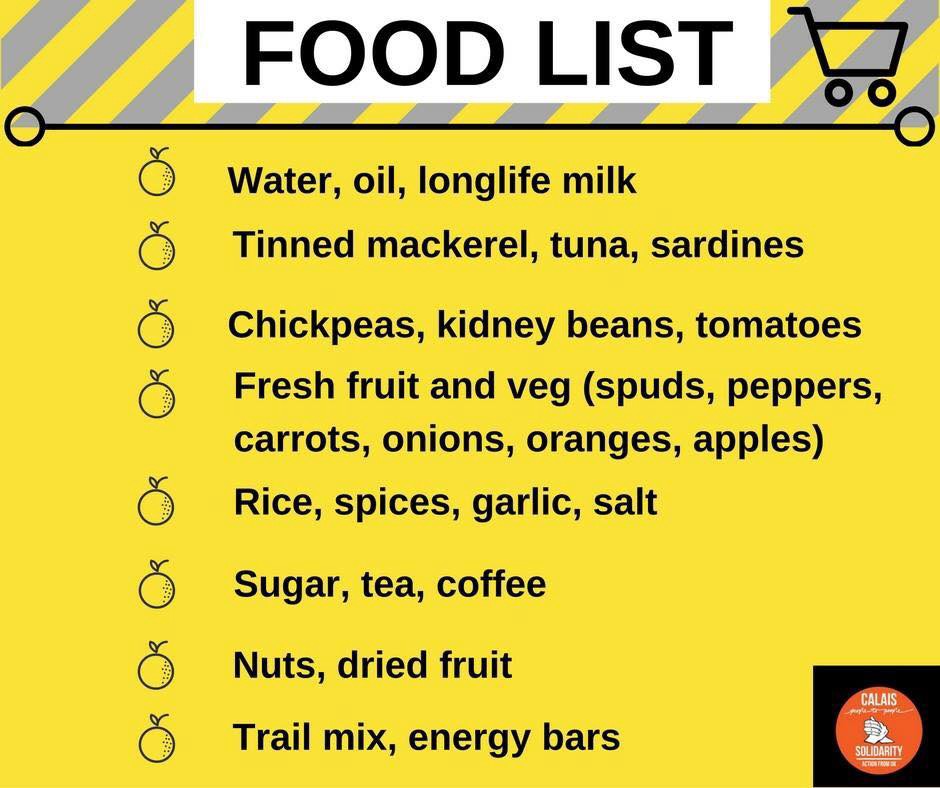 FOOD LIST
Water, oil, longlife milk
Tinned mackerel, tuna, sardines
Chickpeas, kidney beans, tomatoes
Fresh fruit and veg (spuds, peppers,
carrots, onions, oranges, apples)
Rice, spices, garlic, salt
Sugar, tea, coffee
Nuts, dried fruit
Trail mix, energy bars
CALAIS
people to people
SOLIDARITY
ACTION FROM UK